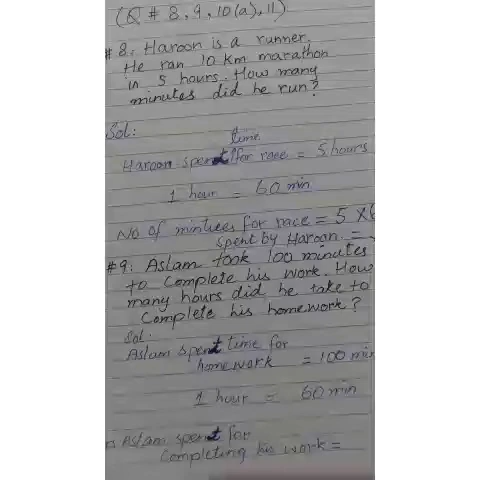 (Q # 8, 9, 10(a), 11)
# 8: Haroon is a runner.
He ran 10 km marathon
in 5 hours. How many
minutes did he run?
Sol:
time
Haroon spent for race = 5 hours
1 hour = 60 min
No of mintues for race = 5 × 6
spent by Haroon. =
# 9: Aslam took 100 minutes
to complete his work. How
many hours did he take to
complete his homework?
Sol:
Aslam spent time for
homework = 100 min
1 hour = 60 min
Aslam spent for
completing his work =